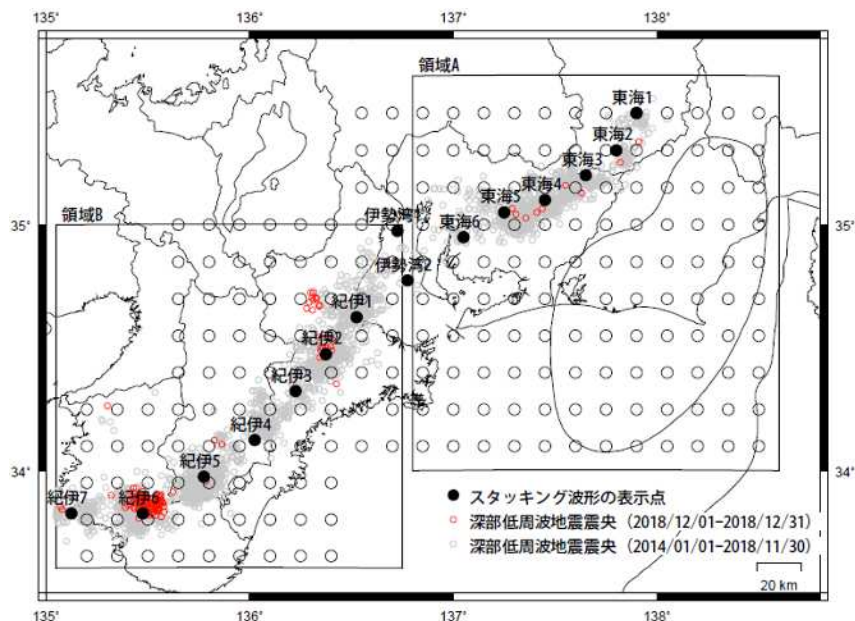 135° 136° 137° 138°
領域A
東海1
東海2
東海3
東海4
東海5
35° 東海6 35°
領域B
伊勢湾1
伊勢湾2
紀伊1
紀伊2
紀伊3
紀伊4
紀伊5
34° 34°
紀伊7 紀伊6
スタッキング波形の表示点
深部低周波地震震央（2018/12/01−2018/12/31）
深部低周波地震震央（2014/01/01−2018/11/30）
20 km
135° 136° 137° 138°